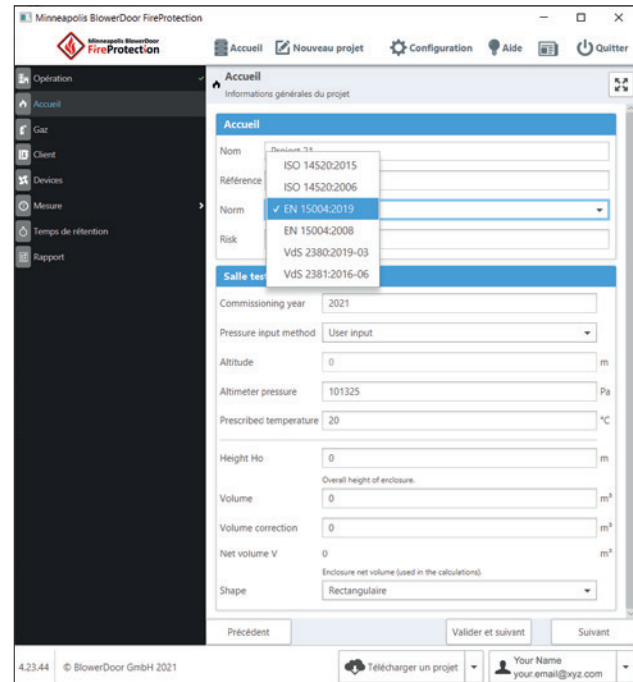 Minneapolis BlowerDoor FireProtection
Minneapolis BlowerDoor
FireProtection
Accueil Nouveau projet Configuration Aide Quitter
Opération
Accueil
Gaz
Client
Devices
Mesure
Temps de rétention
Rapport
Accueil
Informations générales du projet
Accueil
Nom Project 21
Référence
Norm
Risk
ISO 14520:2015
ISO 14520:2006
✓ EN 15004:2019
EN 15004:2008
VdS 2380:2019-03
VdS 2381:2016-06
Salle
Commissioning year 2021
Pressure input method User input
Altitude 0 m
Altimeter pressure 101325 Pa
Prescribed temperature 20 °C
Height Ho 0 m
Overall height of enclosure.
Volume 0 m³
Volume correction 0 m³
Net volume V 0 m³
Enclosure net volume (used in the calculations).
Shape Rectangulaire
Précédent Valider et suivant Suivant
4.23.44 © BlowerDoor GmbH 2021 Télécharger un projet Your Name
your.email@xyz.com